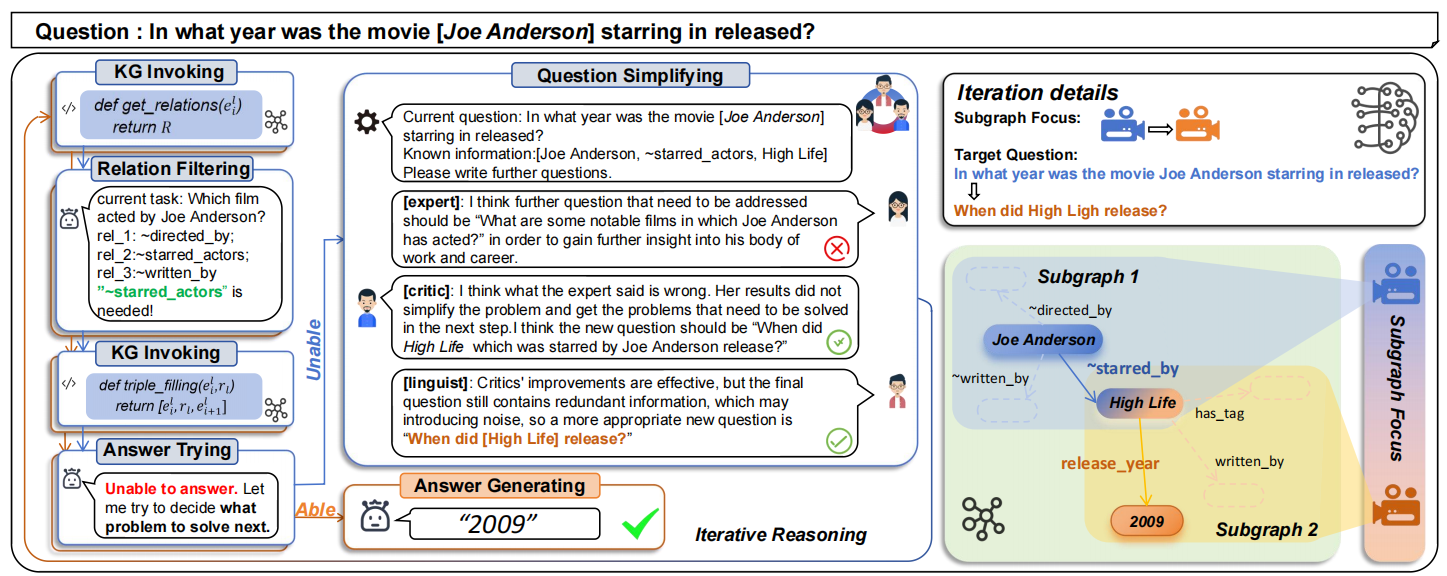 Question : In what year was the movie [Joe Anderson] starring in released?
KG Invoking
</>
def get_relations(e_i^l)
return R
Relation Filtering
current task: Which film
acted by Joe Anderson?
rel_1: ~directed_by;
rel_2:~starred_actors;
rel_3:~written_by
"~starred_actors" is
needed!
KG Invoking
</>
def triple_filling(e_i^l, r_l)
return [e_i^l, r_l, e_{i+1}^l]
Answer Trying
Unable to answer. Let
me try to decide what
problem to solve next.
Unable
Able
Question Simplifying
Current question: In what year was the movie [Joe Anderson]
starring in released?
Known information:[Joe Anderson, ~starred_actors, High Life]
Please write further questions.
[expert]: I think further question that need to be addressed
should be “What are some notable films in which Joe Anderson
has acted?” in order to gain further insight into his body of
work and career.
[critic]: I think what the expert said is wrong. Her results did not
simplify the problem and get the problems that need to be solved
in the next step.I think the new question should be “When did
High Life which was starred by Joe Anderson release?”
[linguist]: Critics' improvements are effective, but the final
question still contains redundant information, which may
introducing noise, so a more appropriate new question is
“When did [High Life] release?”
Answer Generating
“2009”
Iterative Reasoning
Iteration details
Subgraph Focus:
Target Question:
In what year was the movie Joe Anderson starring in released?
When did High Ligh release?
Subgraph 1
~directed_by
Joe Anderson
~written_by
~starred_by
High Life
has_tag
release_year
written_by
2009
Subgraph 2
Subgraph Focus